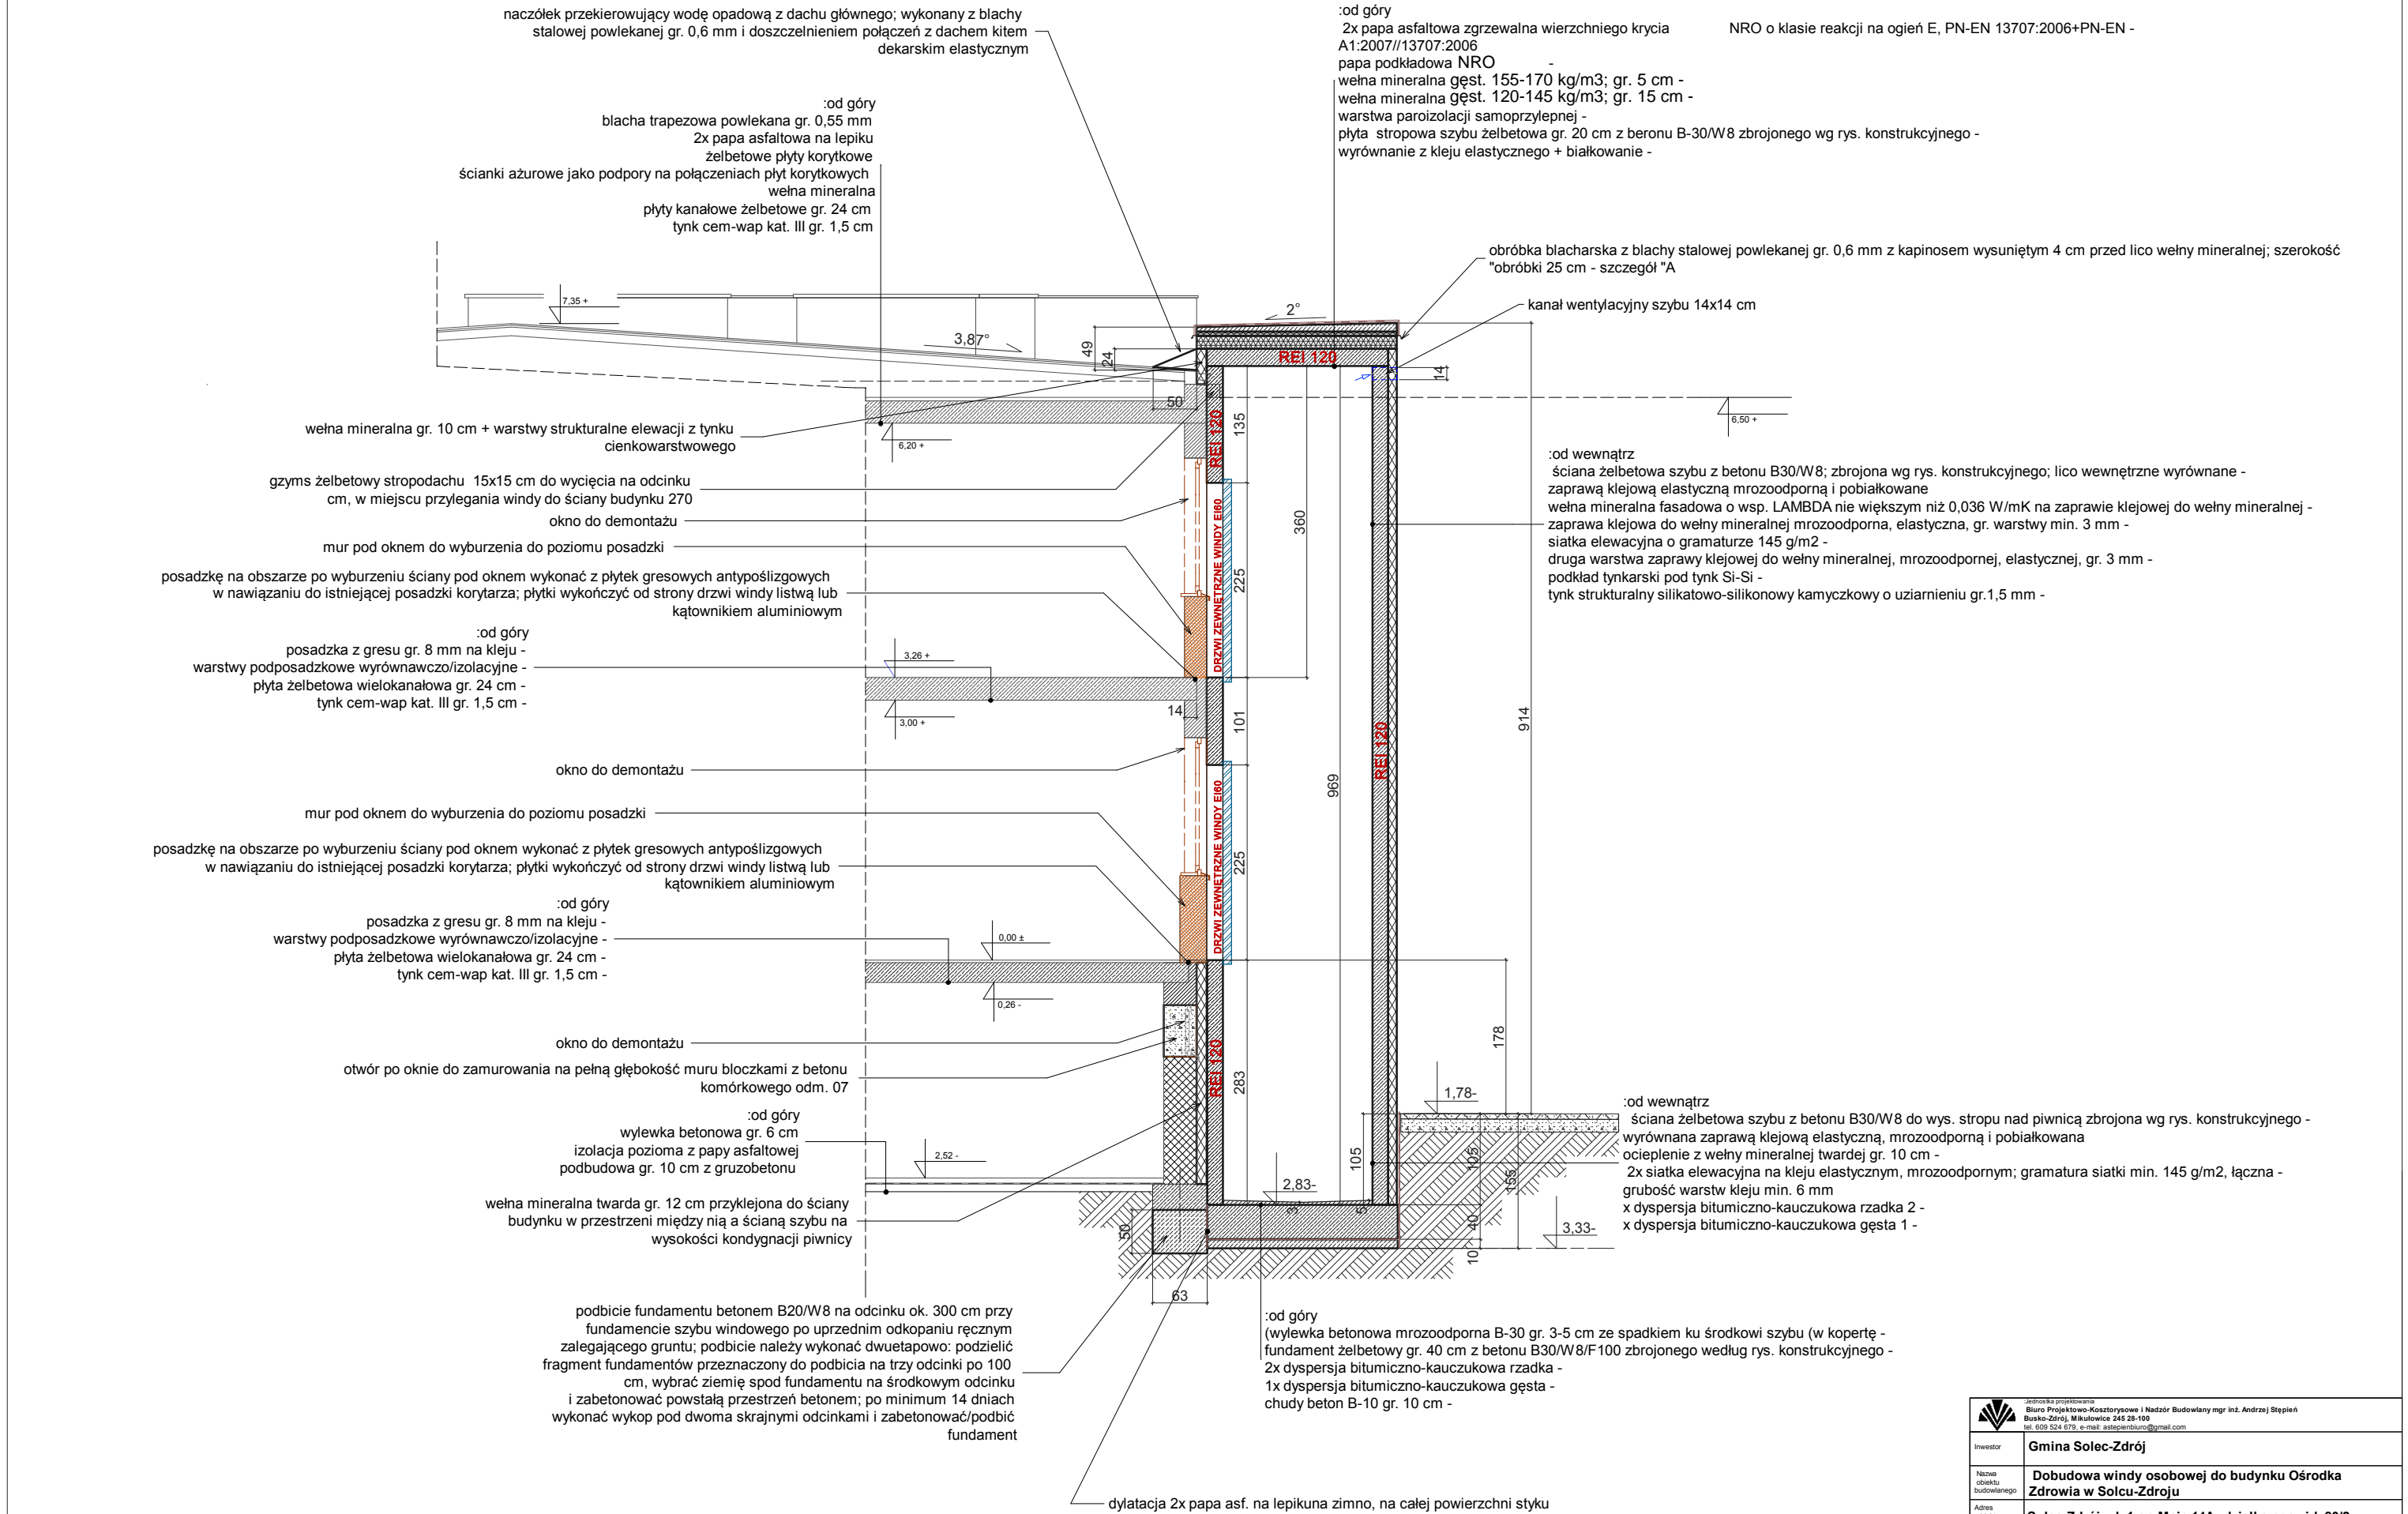 naczółek przekierowujący wodę opadową z dachu głównego; wykonany z blachy
stalowej powlekanej gr. 0,6 mm i doszczelnieniem połączeń z dachem kitem
dekarskim elastycznym
:od góry
2x papa asfaltowa zgrzewalna wierzchniego krycia NRO o klasie reakcji na ogień E, PN-EN 13707:2006+PN-EN -
A1:2007//13707:2006
papa podkładowa NRO -
wełna mineralna gęst. 155-170 kg/m3; gr. 5 cm -
wełna mineralna gęst. 120-145 kg/m3; gr. 15 cm -
warstwa paroizolacji samoprzylepnej -
płyta stropowa szybu żelbetowa gr. 20 cm z beronu B-30/W8 zbrojonego wg rys. konstrukcyjnego -
wyrównanie z kleju elastycznego + białkowanie -
:od góry
blacha trapezowa powlekana gr. 0,55 mm
2x papa asfaltowa na lepiku
żelbetowe płyty korytkowe
ścianki ażurowe jako podpory na połączeniach płyt korytkowych
wełna mineralna
płyty kanałowe żelbetowe gr. 24 cm
tynk cem-wap kat. III gr. 1,5 cm
obróbka blacharska z blachy stalowej powlekanej gr. 0,6 mm z kapinosem wysuniętym 4 cm przed lico wełny mineralnej; szerokość
"obróbki 25 cm - szczegół "A
kanał wentylacyjny szybu 14x14 cm
7,35 +
3,87°
2°
49
24
50
REI 120
14
135
REI 120
6,50 +
6,20 +
wełna mineralna gr. 10 cm + warstwy strukturalne elewacji z tynku
cienkowarstwowego
gzyms żelbetowy stropodachu 15x15 cm do wycięcia na odcinku
cm, w miejscu przylegania windy do ściany budynku 270
okno do demontażu
mur pod oknem do wyburzenia do poziomu posadzki
posadzkę na obszarze po wyburzeniu ściany pod oknem wykonać z płytek gresowych antypoślizgowych
w nawiązaniu do istniejącej posadzki korytarza; płytki wykończyć od strony drzwi windy listwą lub
kątownikiem aluminiowym
:od wewnątrz
ściana żelbetowa szybu z betonu B30/W8; zbrojona wg rys. konstrukcyjnego; lico wewnętrzne wyrównane -
zaprawą klejową elastyczną mrozoodporną i pobiałkowane
wełna mineralna fasadowa o wsp. LAMBDA nie większym niż 0,036 W/mK na zaprawie klejowej do wełny mineralnej -
zaprawa klejowa do wełny mineralnej mrozoodporna, elastyczna, gr. warstwy min. 3 mm -
siatka elewacyjna o gramaturze 145 g/m2 -
druga warstwa zaprawy klejowej do wełny mineralnej, mrozoodpornej, elastycznej, gr. 3 mm -
podkład tynkarski pod tynk Si-Si -
tynk strukturalny silikatowo-silikonowy kamyczkowy o uziarnieniu gr.1,5 mm -
DRZWI ZEWNĘTRZNE WINDY EI60
225
360
:od góry
posadzka z gresu gr. 8 mm na kleju -
warstwy podposadzkowe wyrównawczo/izolacyjne -
płyta żelbetowa wielokanałowa gr. 24 cm -
tynk cem-wap kat. III gr. 1,5 cm -
3,26 +
3,00 +
14
101
914
969
REI 120
okno do demontażu
mur pod oknem do wyburzenia do poziomu posadzki
posadzkę na obszarze po wyburzeniu ściany pod oknem wykonać z płytek gresowych antypoślizgowych
w nawiązaniu do istniejącej posadzki korytarza; płytki wykończyć od strony drzwi windy listwą lub
kątownikiem aluminiowym
DRZWI ZEWNĘTRZNE WINDY EI60
225
:od góry
posadzka z gresu gr. 8 mm na kleju -
warstwy podposadzkowe wyrównawczo/izolacyjne -
płyta żelbetowa wielokanałowa gr. 24 cm -
tynk cem-wap kat. III gr. 1,5 cm -
0,00 ±
0,26 -
okno do demontażu
otwór po oknie do zamurowania na pełną głębokość muru bloczkami z betonu
komórkowego odm. 07
REI 120
283
178
1,78-
:od góry
wylewka betonowa gr. 6 cm
izolacja pozioma z papy asfaltowej
podbudowa gr. 10 cm z gruzobetonu
2,52 -
105
105
155
2,83-
3
5
40
10
3,33-
50
63
wełna mineralna twarda gr. 12 cm przyklejona do ściany
budynku w przestrzeni między nią a ścianą szybu na
wysokości kondygnacji piwnicy
:od wewnątrz
ściana żelbetowa szybu z betonu B30/W8 do wys. stropu nad piwnicą zbrojona wg rys. konstrukcyjnego -
wyrównana zaprawą klejową elastyczną, mrozoodporną i pobiałkowana
ocieplenie z wełny mineralnej twardej gr. 10 cm -
2x siatka elewacyjna na kleju elastycznym, mrozoodpornym; gramatura siatki min. 145 g/m2, łączna -
grubość warstw kleju min. 6 mm
x dyspersja bitumiczno-kauczukowa rzadka 2 -
x dyspersja bitumiczno-kauczukowa gęsta 1 -
podbicie fundamentu betonem B20/W8 na odcinku ok. 300 cm przy
fundamencie szybu windowego po uprzednim odkopaniu ręcznym
zalegającego gruntu; podbicie należy wykonać dwuetapowo: podzielić
fragment fundamentów przeznaczony do podbicia na trzy odcinki po 100
cm, wybrać ziemię spod fundamentu na środkowym odcinku
i zabetonować powstałą przestrzeń betonem; po minimum 14 dniach
wykonać wykop pod dwoma skrajnymi odcinkami i zabetonować/podbić
fundament
:od góry
(wylewka betonowa mrozoodporna B-30 gr. 3-5 cm ze spadkiem ku środkowi szybu (w kopertę -
fundament żelbetowy gr. 40 cm z betonu B30/W8/F100 zbrojonego według rys. konstrukcyjnego -
2x dyspersja bitumiczno-kauczukowa rzadka -
1x dyspersja bitumiczno-kauczukowa gęsta -
chudy beton B-10 gr. 10 cm -
dylatacja 2x papa asf. na lepikuna zimno, na całej powierzchni styku
:Jednostka projektowania
Biuro Projektowo-Kosztorysowe i Nadzór Budowlany mgr inż. Andrzej Stępień
Busko-Zdrój, Mikułowice 245 28-100
tel. 609 524 679, e-mail: astepienbiuro@gmail.com
Inwestor
Gmina Solec-Zdrój
Nazwa
obiektu
budowlanego
Dobudowa windy osobowej do budynku Ośrodka
Zdrowia w Solcu-Zdroju
Adres